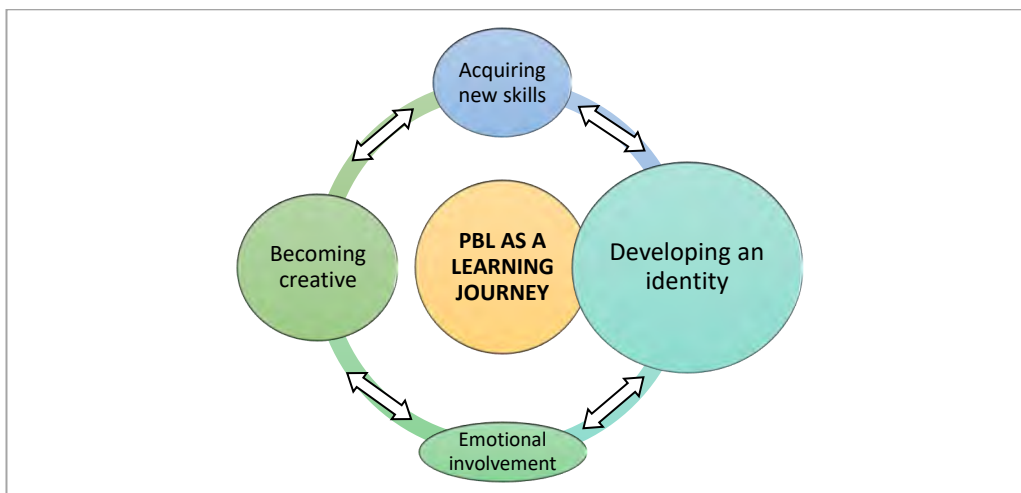 Acquiring
new skills
Becoming
creative
PBL AS A
LEARNING
JOURNEY
Developing an
identity
Emotional
involvement